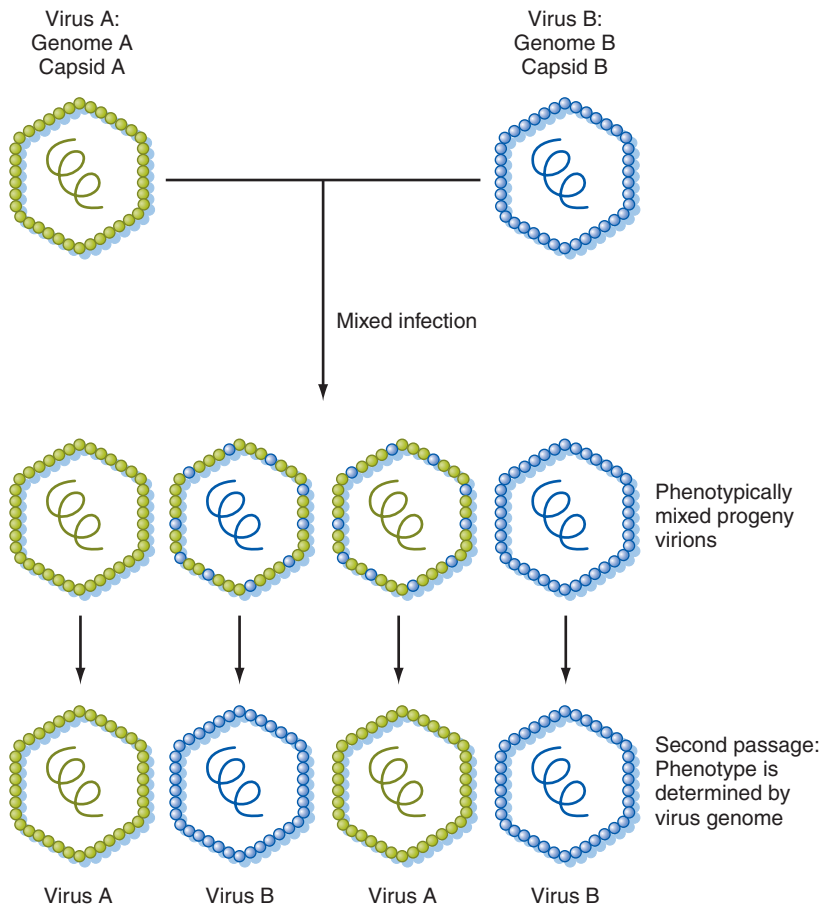 Virus A:
Genome A
Capsid A
Virus B:
Genome B
Capsid B
Mixed infection
Phenotypically
mixed progeny
virions
Second passage:
Phenotype is
determined by
virus genome
Virus A
Virus B
Virus A
Virus B